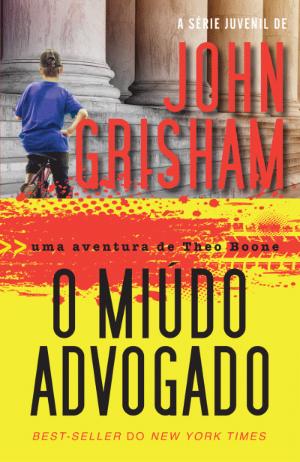 A SÉRIE JUVENIL DE
JOHN
GRISHAM
uma aventura de Theo Boone
O MIÚDO
ADVOGADO
BEST-SELLER DO NEW YORK TIMES